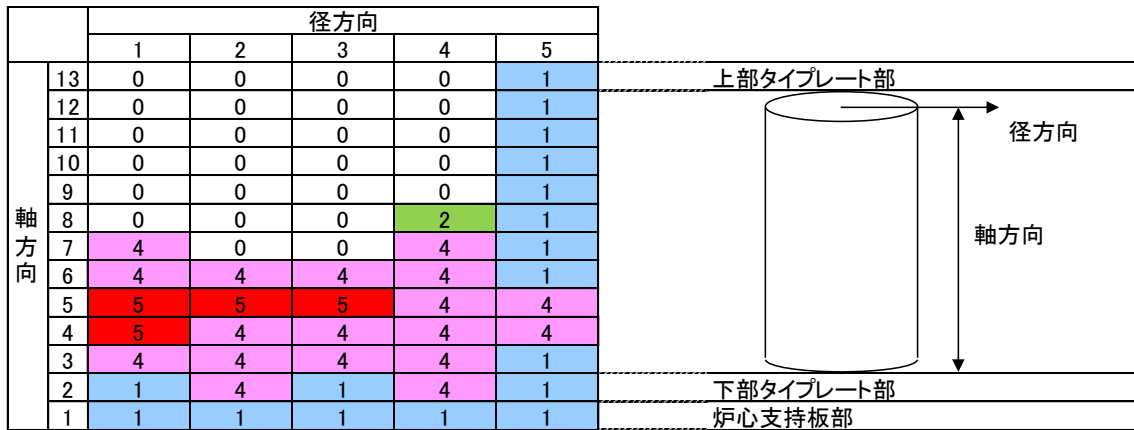 径方向
1 2 3 4 5
13 0 0 0 0 1 上部タイプレート部
12 0 0 0 0 1
11 0 0 0 0 1 径方向
10 0 0 0 0 1
9 0 0 0 0 1
軸方向 8 0 0 0 2 1
7 4 0 0 4 1 軸方向
6 4 4 4 4 1
5 5 5 5 4 4
4 5 4 4 4 4
3 4 4 4 4 1
2 1 4 1 4 1 下部タイプレート部
1 1 1 1 1 1 炉心支持板部